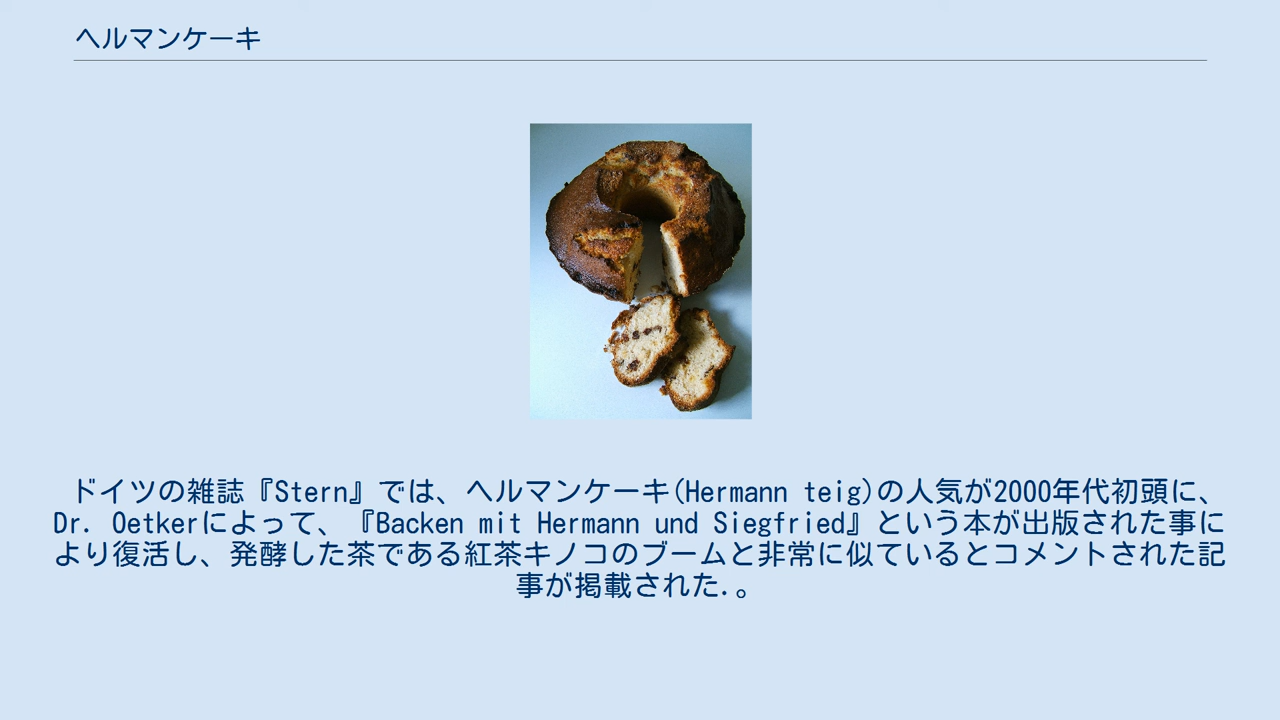 ヘルマンケーキ
ドイツの雑誌『Stern』では、ヘルマンケーキ(Hermann teig)の人気が2000年代初頭に、
Dr. Oetkerによって、『Backen mit Hermann und Siegfried』という本が出版された事に
より復活し、発酵した茶である紅茶キノコのブームと非常に似ているとコメントされた記
事が掲載された.。